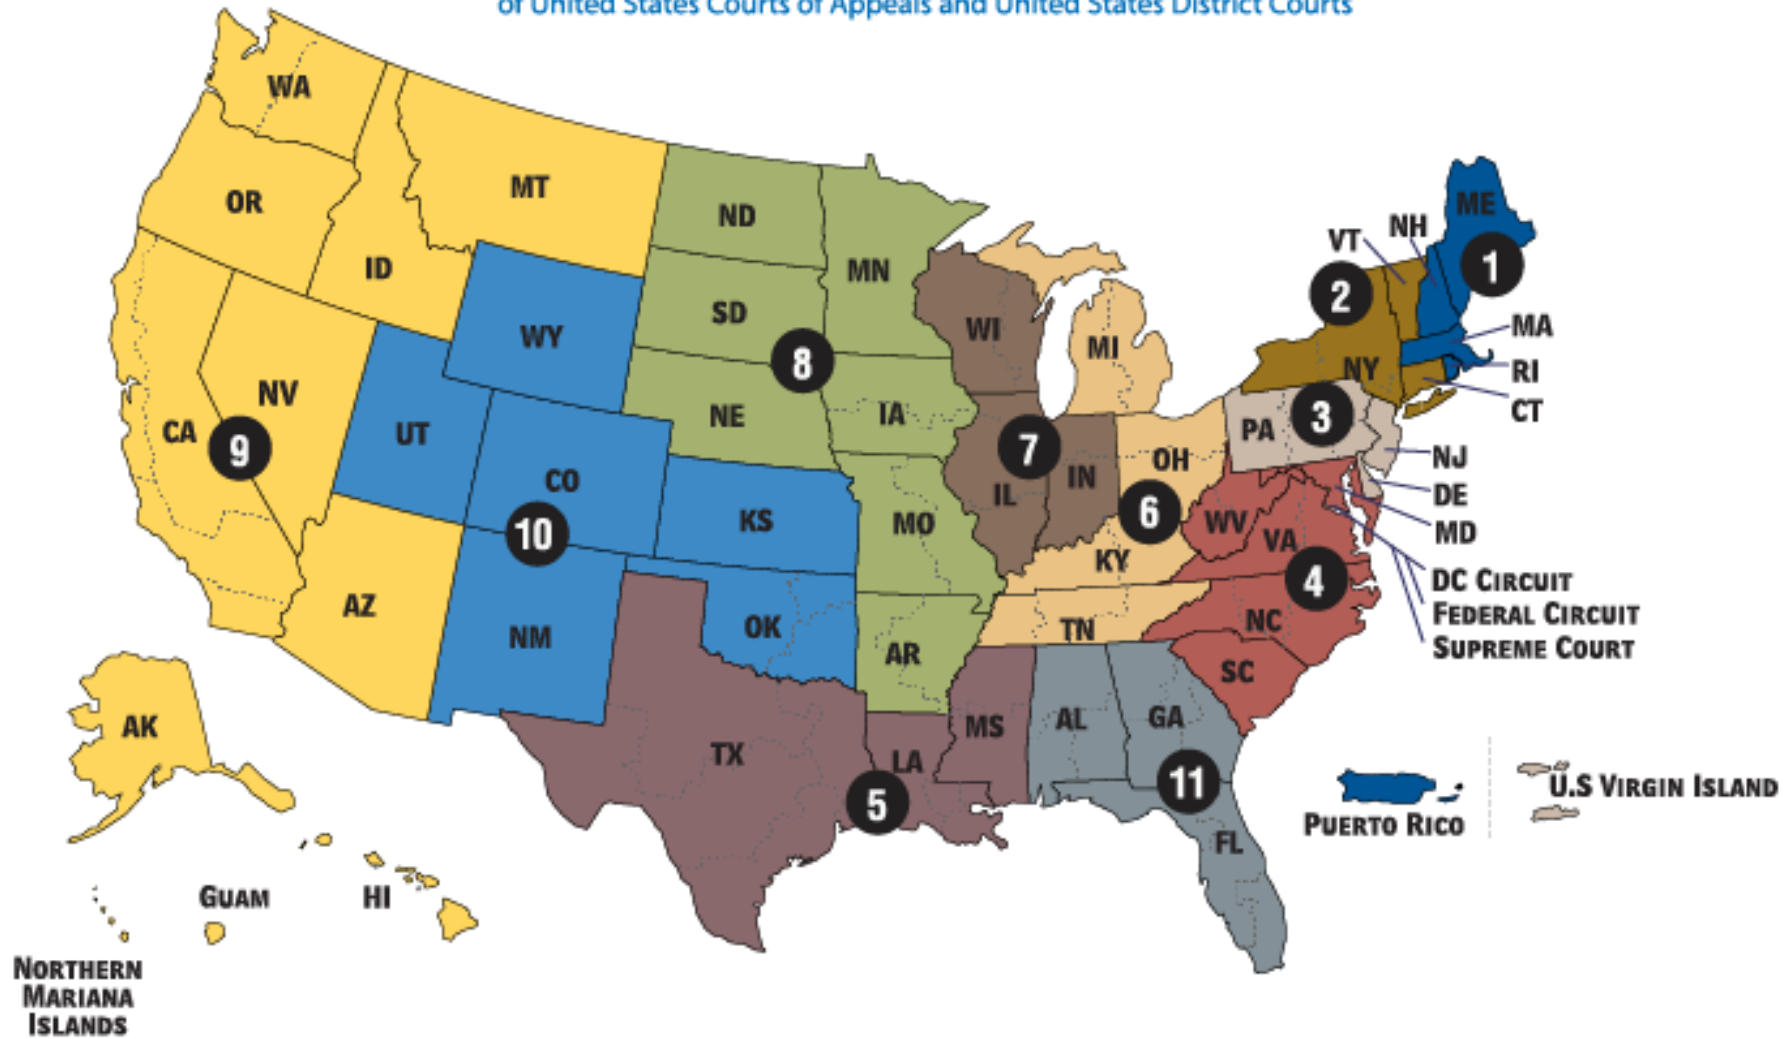 of United States Courts of Appeals and United States District Courts
WA
MT
OR
ID
ND
MN
SD
WY
8
NE
IA
WI
MI
NV
CA
9
UT
CO
10
KS
MO
7
IL
IN
OH
6
KY
ME
NH
VT
1
2
MA
NY
RI
CT
3
PA
NJ
DE
MD
WV
VA
4
DC CIRCUIT
FEDERAL CIRCUIT
SUPREME COURT
NC
SC
TN
AZ
NM
OK
AR
TX
LA
5
MS
AL
GA
11
FL
AK
GUAM
HI
NORTHERN
MARIANA
ISLANDS
PUERTO RICO
U.S VIRGIN ISLAND